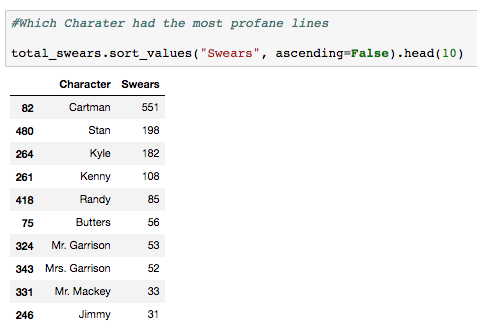 #Which Charater had the most profane lines
total_swears.sort_values("Swears", ascending=False).head(10)
Character Swears
82 Cartman 551
480 Stan 198
264 Kyle 182
261 Kenny 108
418 Randy 85
75 Butters 56
324 Mr. Garrison 53
343 Mrs. Garrison 52
331 Mr. Mackey 33
246 Jimmy 31